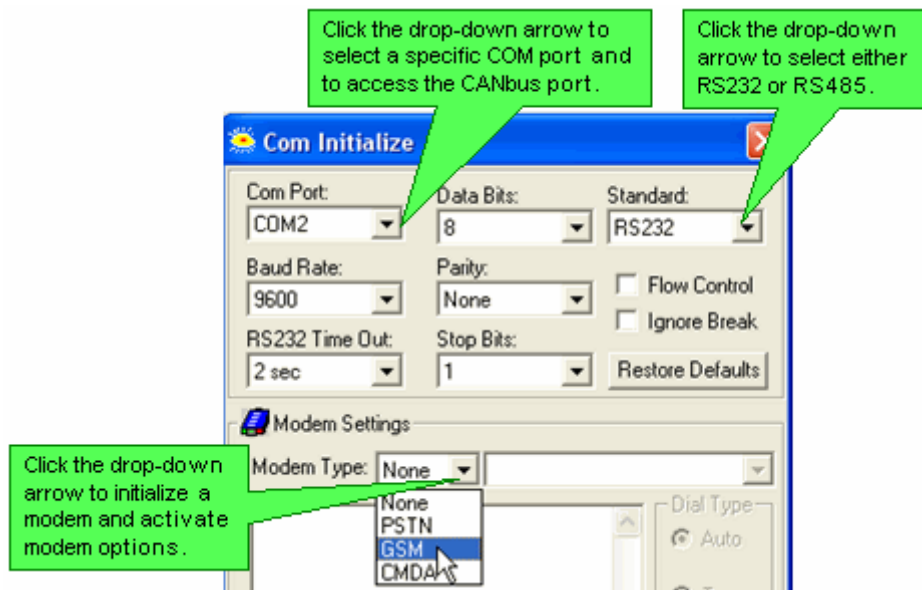 Click the drop-down arrow to
select a specific COM port and
to access the CANbus port.
Click the drop-down
arrow to select either
RS232 or RS485.
Com Initialize
Com Port:
Data Bits:
Standard:
COM2
8
RS232
Baud Rate:
Parity:
Flow Control
9600
None
Ignore Break
RS232 Time Out:
Stop Bits:
2 sec
1
Restore Defaults
Modem Settings
Click the drop-down
arrow to initialize a
modem and activate
modem options.
Modem Type:
None
None
PSTN
GSM
CMDA
Dial Type
Auto